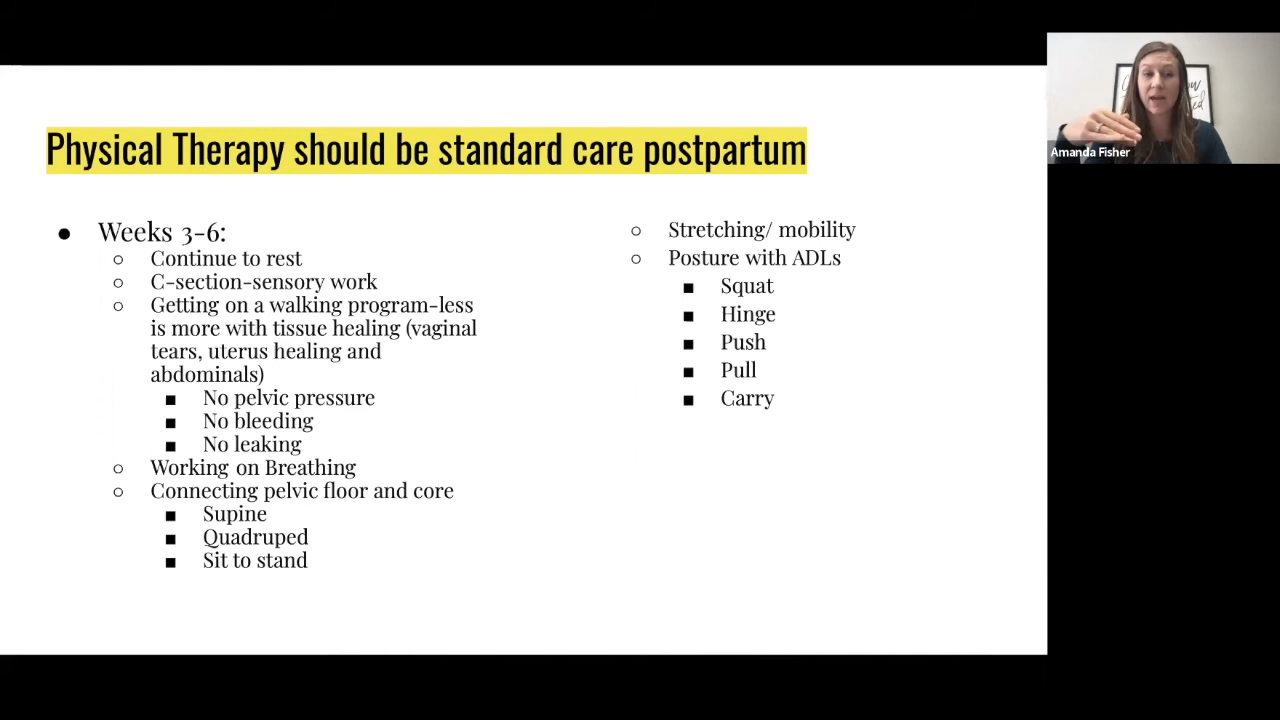 Physical Therapy should be standard care postpartum
● Weeks 3-6:
○ Continue to rest
○ C-section-sensory work
○ Getting on a walking program-less
is more with tissue healing (vaginal
tears, uterus healing and
abdominals)
■ No pelvic pressure
■ No bleeding
■ No leaking
○ Working on Breathing
○ Connecting pelvic floor and core
■ Supine
■ Quadruped
■ Sit to stand
○ Stretching/ mobility
○ Posture with ADLs
■ Squat
■ Hinge
■ Push
■ Pull
■ Carry
Amanda Fisher